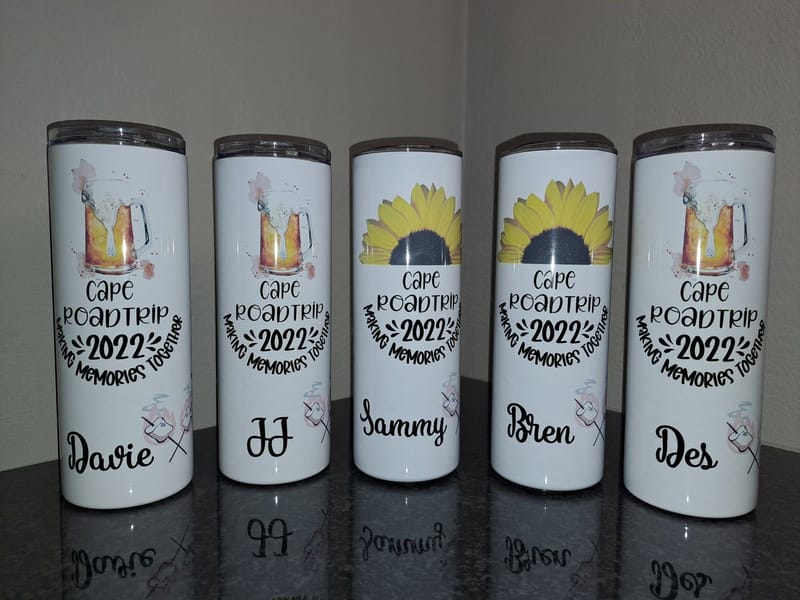 Cape
ROADTRIP
2022
MAKING MEMORIES TOGETHER
Davie
Cape
ROADTRIP
2022
MAKING MEMORIES TOGETHER
JJ
Cape
ROADTRIP
2022
MAKING MEMORIES TOGETHER
Sammy
Cape
ROADTRIP
2022
MAKING MEMORIES TOGETHER
Bren
Cape
ROADTRIP
2022
MAKING MEMORIES TOGETHER
Des